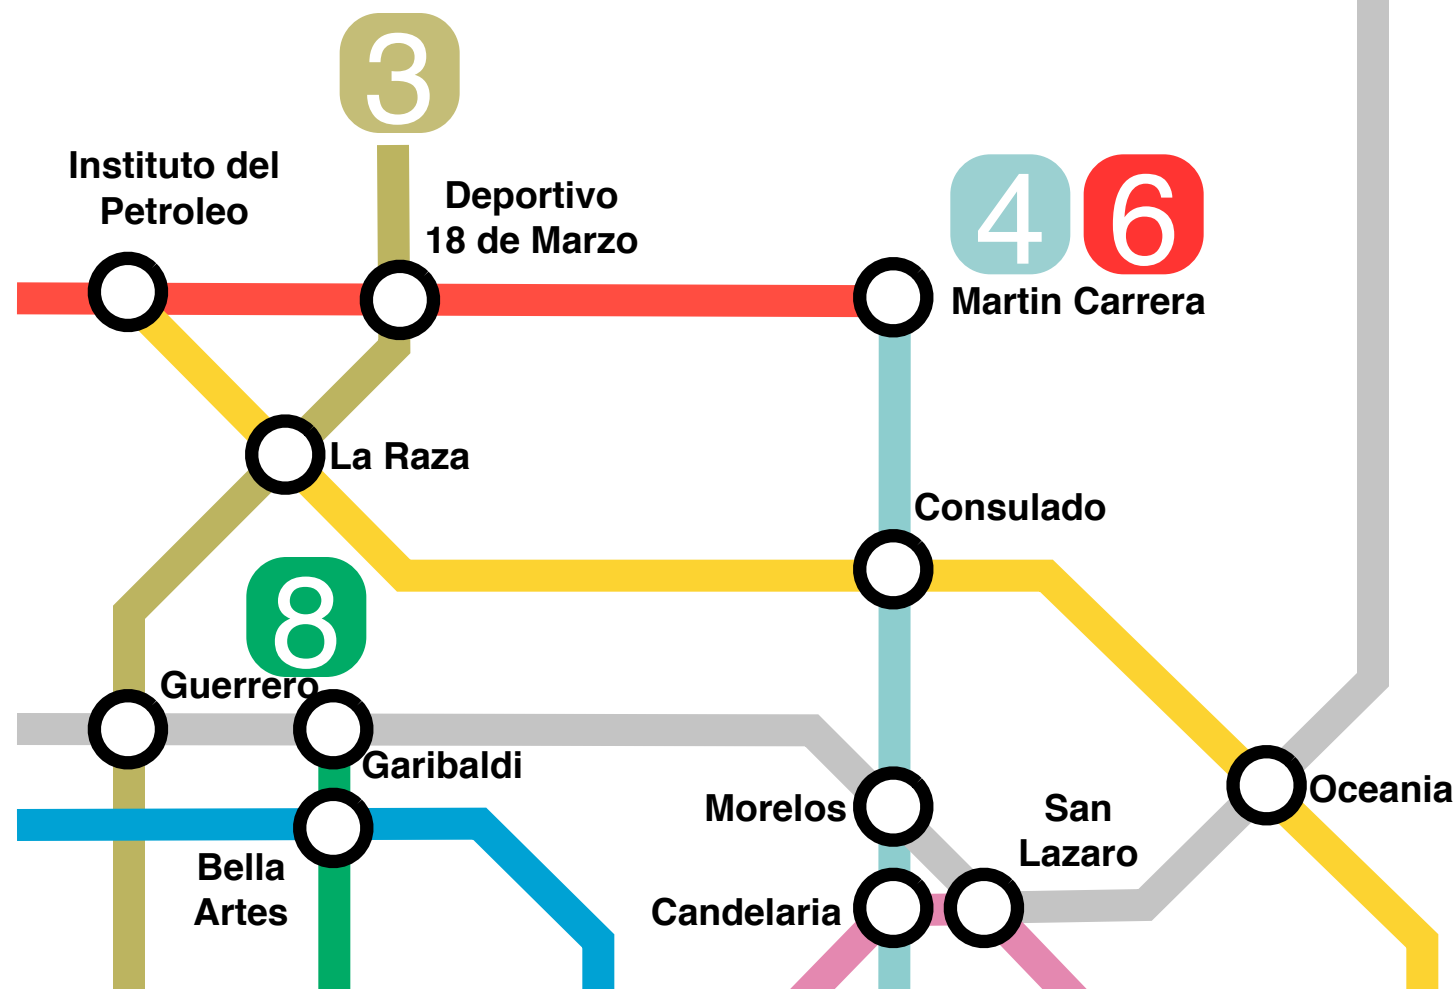 3
Instituto del
Petroleo
Deportivo
18 de Marzo
4 6
Martin Carrera
La Raza
Consulado
8
Guerrero
Garibaldi
Morelos
San
Lazaro
Oceania
Bella
Artes
Candelaria